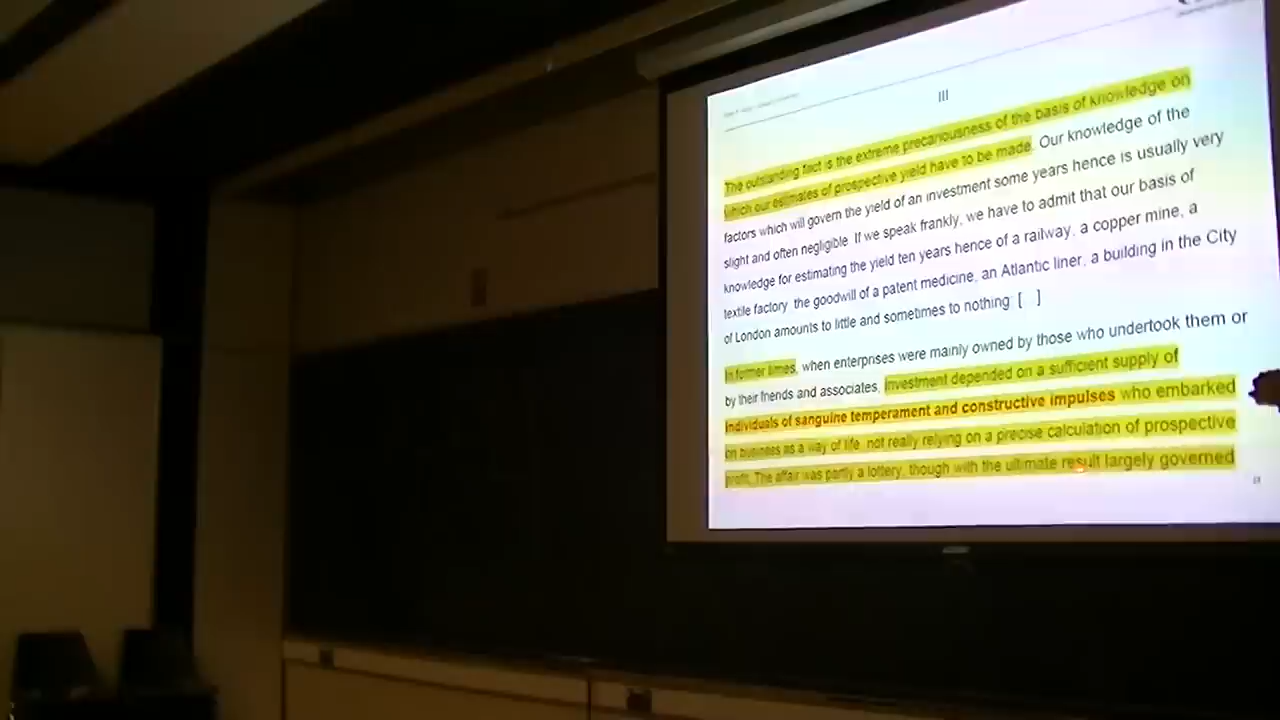 III
The outstanding fact is the extreme precariousness of the basis of knowledge on
which our estimates of prospective yield have to be made. Our knowledge of the
factors which will govern the yield of an investment some years hence is usually very
slight and often negligible. If we speak frankly, we have to admit that our basis of
knowledge for estimating the yield ten years hence of a railway, a copper mine, a
textile factory, the goodwill of a patent medicine, an Atlantic liner, a building in the City
of London amounts to little and sometimes to nothing; [...]
In former times, when enterprises were mainly owned by those who undertook them or
by their friends and associates, investment depended on a sufficient supply of
individuals of sanguine temperament and constructive impulses who embarked
on business as a way of life, not really relying on a precise calculation of prospective
profit. The affair was partly a lottery, though with the ultimate result largely governed